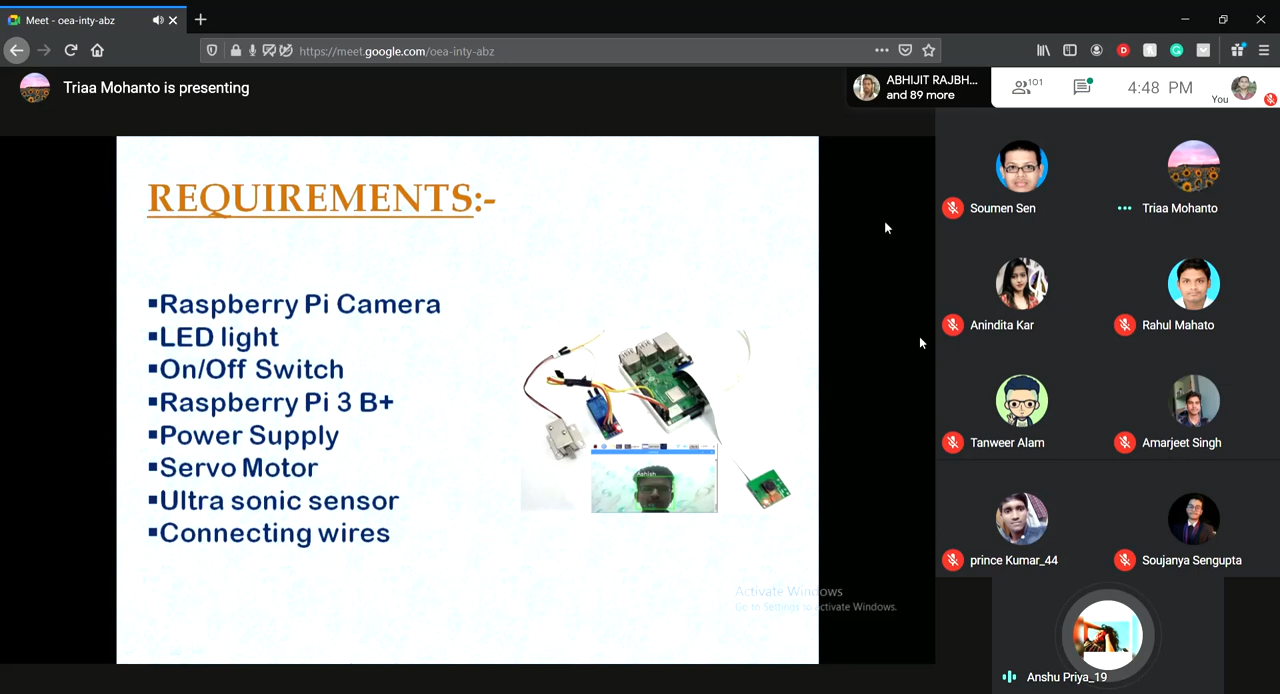 Meet - oea-inty-abz
https://meet.google.com/oea-inty-abz
Triaa Mohanto is presenting
ABHIJIT RAJBH...
and 89 more
101
4:48 PM
You
REQUIREMENTS:-
▪Raspberry Pi Camera
▪LED light
▪On/Off Switch
▪Raspberry Pi 3 B+
▪Power Supply
▪Servo Motor
▪Ultra sonic sensor
▪Connecting wires
Ashish
Activate Windows
Go to Settings to activate Windows.
Soumen Sen
Triaa Mohanto
Anindita Kar
Rahul Mahato
Tanweer Alam
Amarjeet Singh
prince Kumar_44
Soujanya Sengupta
Anshu Priya_19